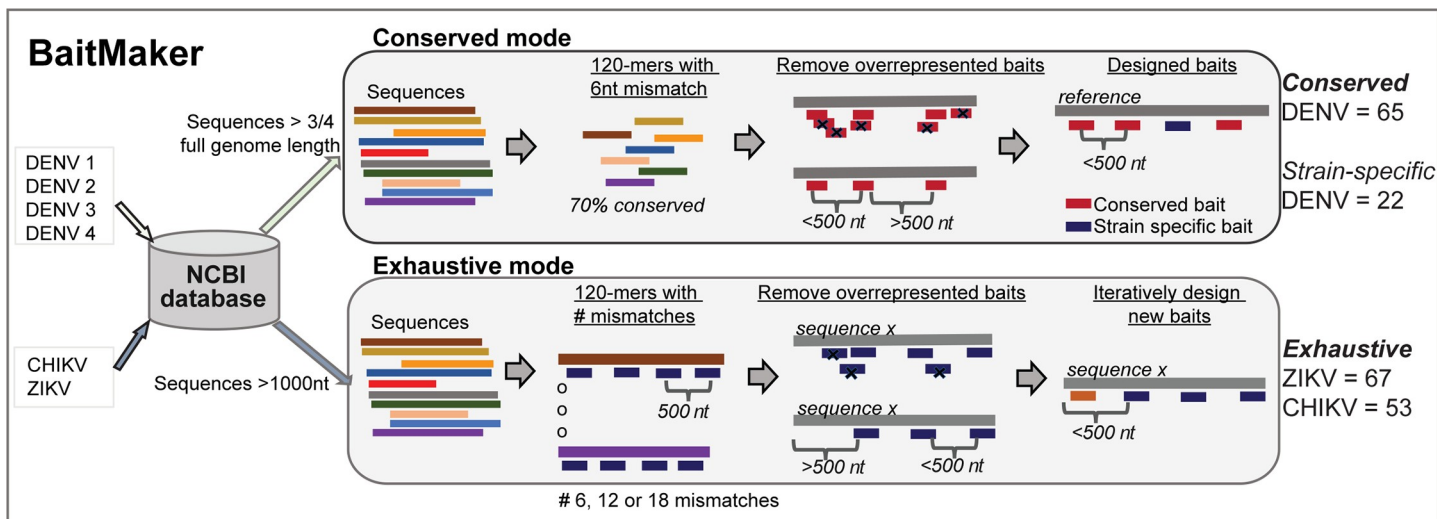 BaitMaker
DENV 1
DENV 2
DENV 3
DENV 4
CHIKV
ZIKV
NCBI
database
Sequences > 3/4
full genome length
Sequences >1000nt
Conserved mode
Sequences
120-mers with
6nt mismatch
70% conserved
Remove overrepresented baits
<500 nt
>500 nt
Designed baits
reference
<500 nt
Conserved bait
Strain specific bait
Conserved
DENV = 65
Strain-specific
DENV = 22
Exhaustive mode
Sequences
120-mers with
# mismatches
500 nt
o
o
o
# 6, 12 or 18 mismatches
Remove overrepresented baits
sequence x
sequence x
>500 nt
<500 nt
Iteratively design
new baits
sequence x
<500 nt
Exhaustive
ZIKV = 67
CHIKV = 53